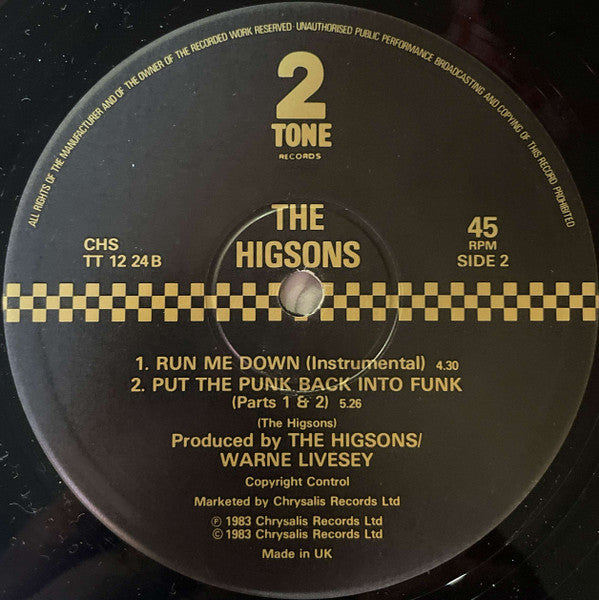 ALL RIGHTS OF THE MANUFACTURER AND OF THE OWNER OF THE RECORDED WORK RESERVED · UNAUTHORISED PUBLIC PERFORMANCE BROADCASTING AND COPYING OF THIS RECORD PROHIBITED
2
TONE
RECORDS
THE
HIGSONS
CHS
TT 12 24 B
45
RPM
SIDE 2
1. RUN ME DOWN (Instrumental) 4.30
2. PUT THE PUNK BACK INTO FUNK
(Parts 1 & 2) 5.26
(The Higsons)
Produced by THE HIGSONS/
WARNE LIVESEY
Copyright Control
Marketed by Chrysalis Records Ltd
℗ 1983 Chrysalis Records Ltd
© 1983 Chrysalis Records Ltd
Made in UK